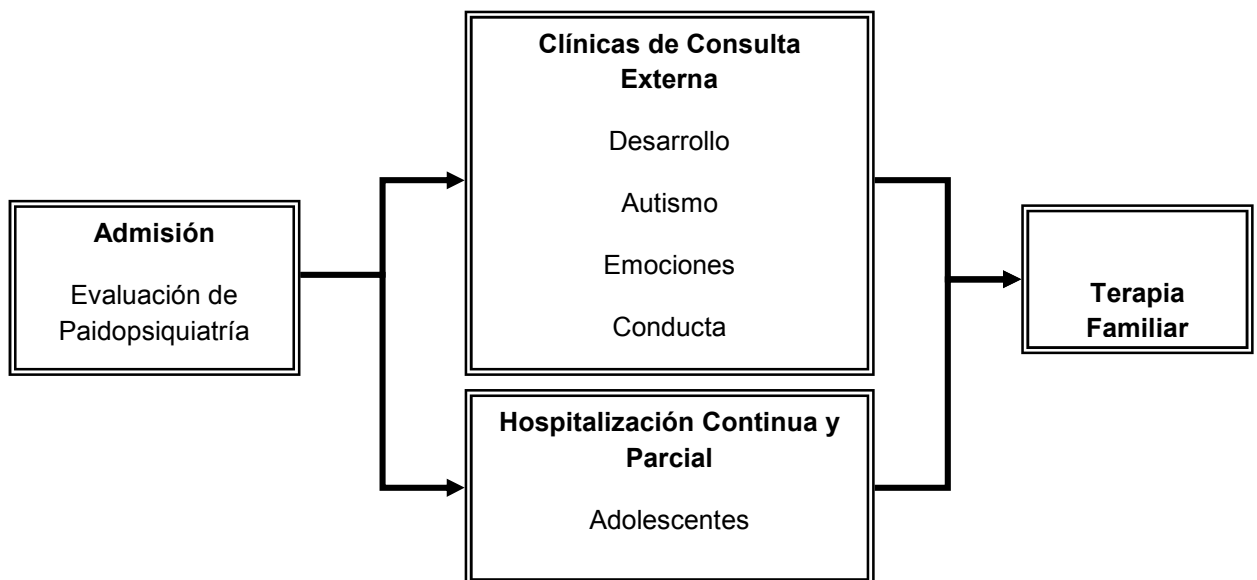 Admisión
Evaluación de
Paidopsiquiatría
Clínicas de Consulta
Externa
Desarrollo
Autismo
Emociones
Conducta
Hospitalización Continua y
Parcial
Adolescentes
Terapia
Familiar